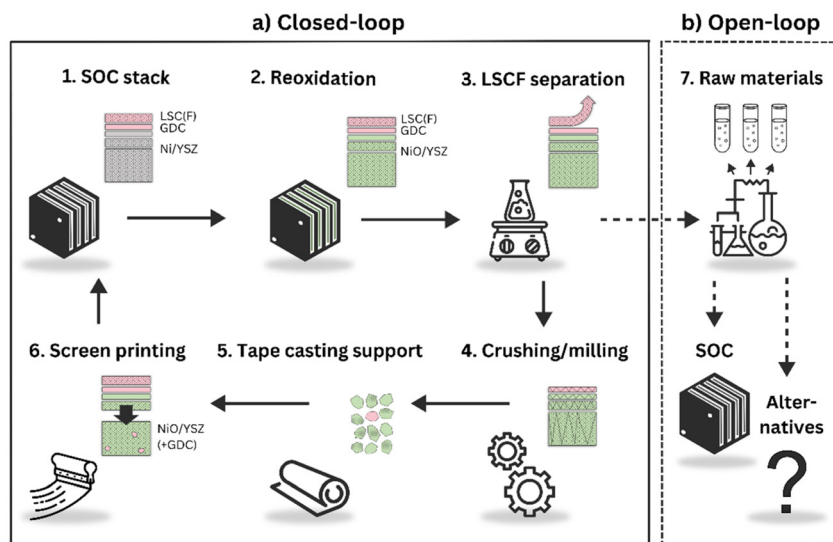 a) Closed-loop
b) Open-loop
1. SOC stack
2. Reoxidation
3. LSCF separation
7. Raw materials
LSC(F)
GDC
Ni/YSZ
LSC(F)
GDC
NiO/YSZ
6. Screen printing
5. Tape casting support
4. Crushing/milling
SOC
NiO/YSZ
(+GDC)
Alter-
natives
?